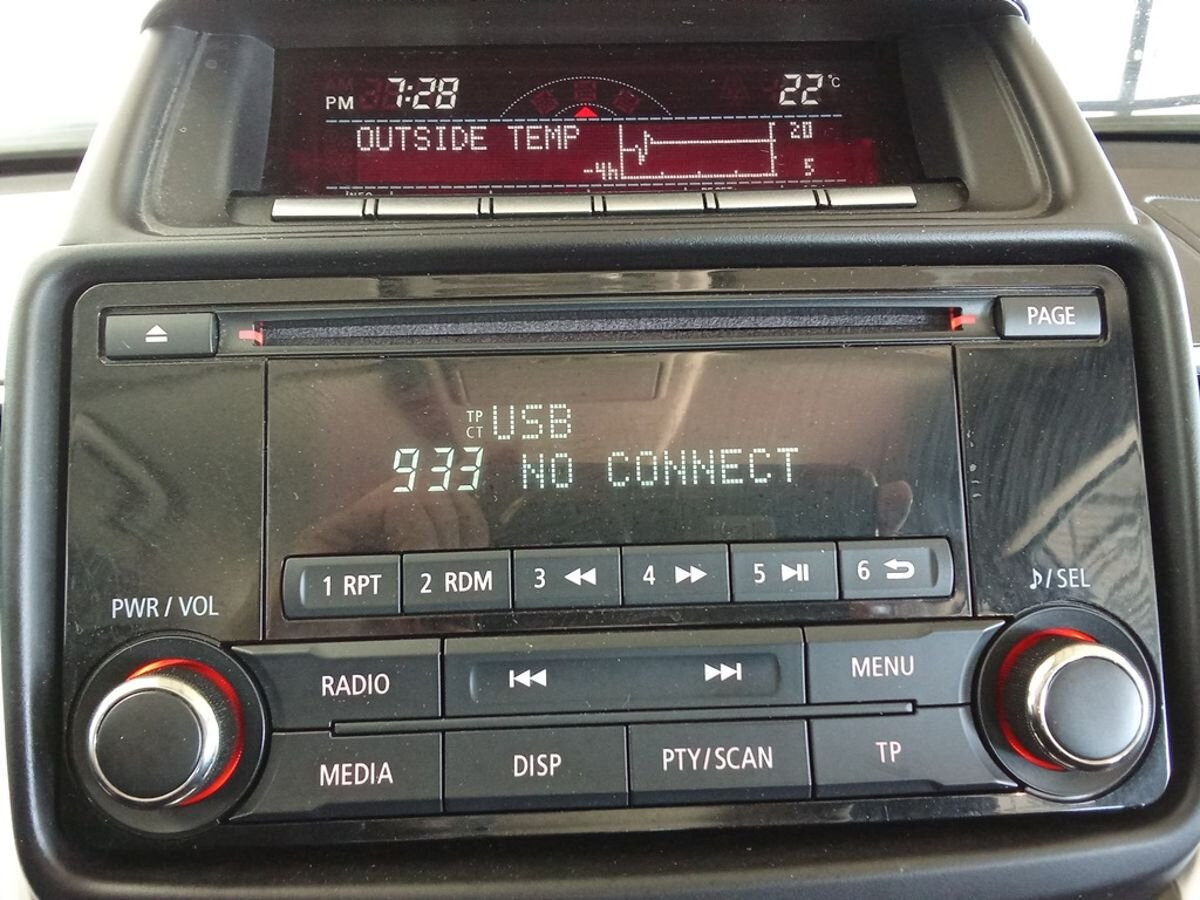 PM 7:28 22°C
OUTSIDE TEMP 20
-4h 5
PAGE
TP USB
CT
933 NO CONNECT
1 RPT 2 RDM 3 4 5 6
PWR / VOL
/ SEL
RADIO MENU
MEDIA DISP PTY/SCAN TP